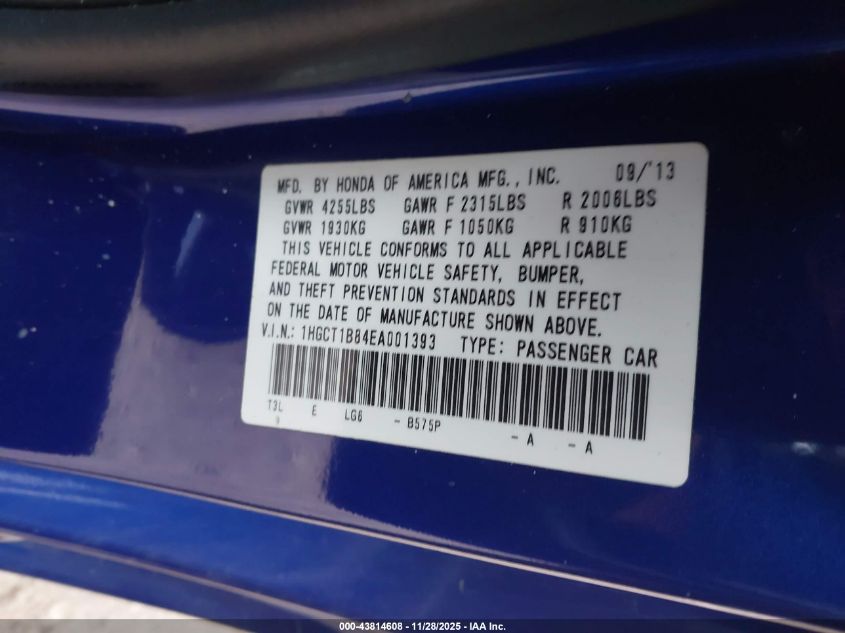 MFD. BY HONDA OF AMERICA MFG., INC. 09/'13
GVWR 4255LBS GAWR F 2315LBS R 2006LBS
GVWR 1930KG GAWR F 1050KG R 910KG
THIS VEHICLE CONFORMS TO ALL APPLICABLE
FEDERAL MOTOR VEHICLE SAFETY, BUMPER,
AND THEFT PREVENTION STANDARDS IN EFFECT
ON THE DATE OF MANUFACTURE SHOWN ABOVE.
V.I.N.: 1HGCT1B84EA001393 TYPE: PASSENGER CAR
T3L E LG6 - B575P - A - A
9
000-43814608 - 11/28/2025 - IAA Inc.